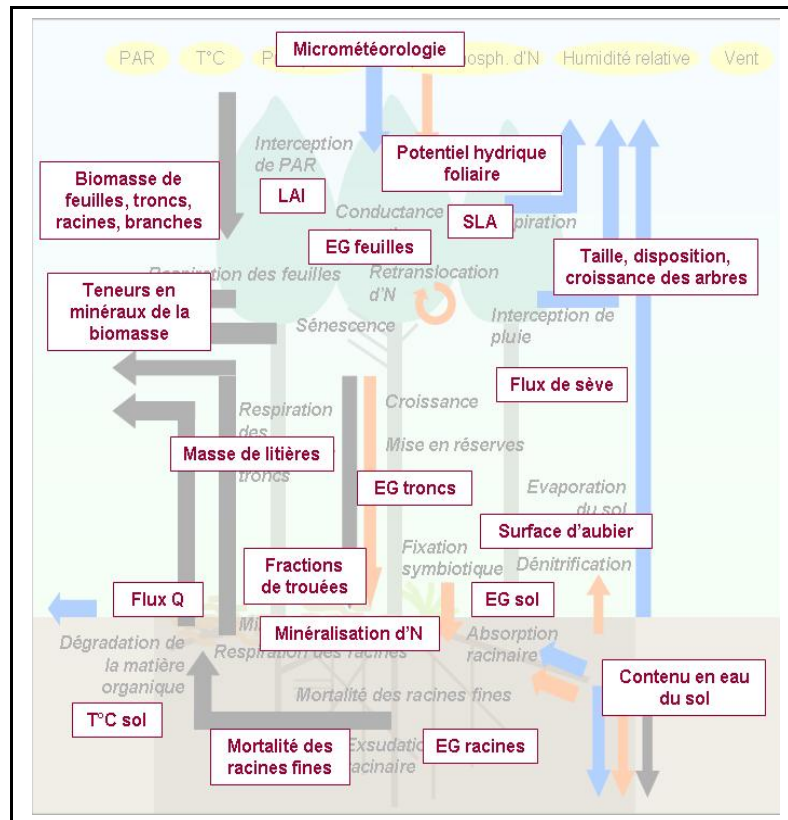 PAR T°C Micrométéorologie Humidité relative Vent
Interception
de PAR
Potentiel hydrique
foliaire
Biomasse de
feuilles, troncs,
racines, branches
LAI
SLA
Conductance
EG feuilles
Taille, disposition,
croissance des arbres
Respiration des feuilles
Retranslocation
d'N
Teneurs en
minéraux de la
biomasse
Sénescence
Interception de
pluie
Flux de sève
Croissance
Respiration
des
troncs
Masse de litières
Mise en réserves
EG troncs
Evaporation
du sol
Surface d'aubier
Fixation
symbiotique
Dénitrification
Fractions
de trouées
Flux Q
EG sol
Minéralisation d'N
Absorption
racinaire
Dégradation de
la matière
organique
Respiration des racines
Contenu en eau
du sol
Mortalité des racines fines
T°C sol
Mortalité des
racines fines
EG racines